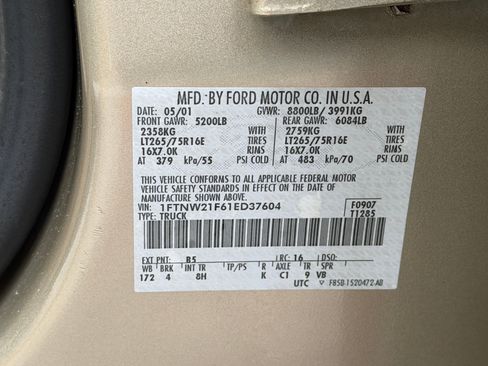 MFD. BY FORD MOTOR CO. IN U.S.A.
DATE: 05/01 GVWR: 8800LB/ 3991KG
FRONT GAWR: 5200LB REAR GAWR: 6084LB
2358KG WITH 2759KG WITH
LT265/75R16E TIRES LT265/75R16E TIRES
16X7.0K RIMS 16X7.0K RIMS
AT 379 kPa/55 PSI COLD AT 483 kPa/70 PSI COLD
THIS VEHICLE CONFORMS TO ALL APPLICABLE FEDERAL MOTOR
VEHICLE SAFETY STANDARDS IN EFFECT ON THE DATE OF
MANUFACTURE SHOWN ABOVE.
VIN: 1FTNW21F61ED37604 F0907
TYPE: TRUCK T1285
EXT PNT: B5 RC: 16 DSO:
WB BRK INT TR TP/PS R AXLE TR SPR
172 4 8H K C1 9 VB
UTC ▽ F85B-1520472-AB